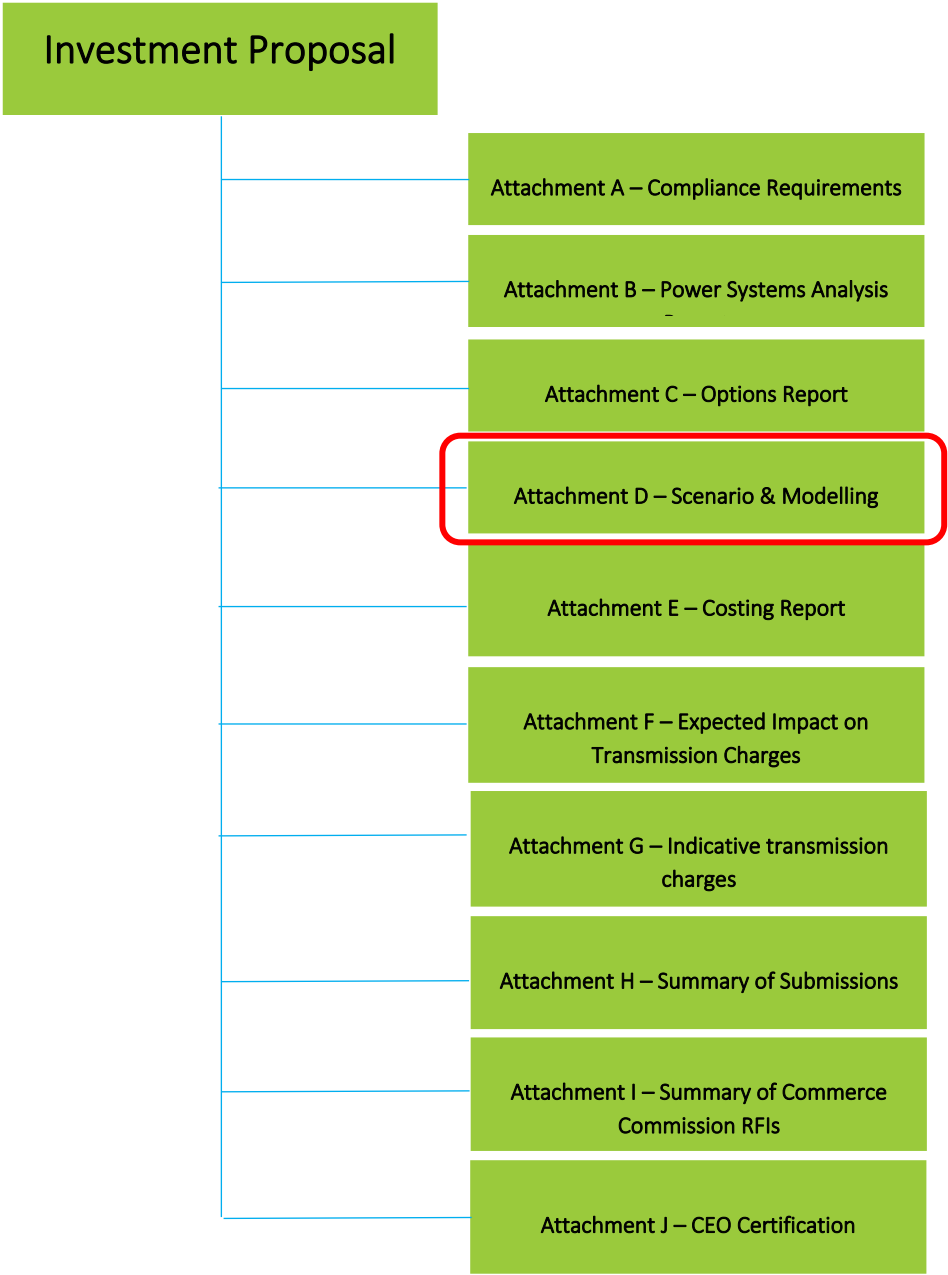 Investment Proposal
Attachment A – Compliance Requirements
Attachment B – Power Systems Analysis
Attachment C – Options Report
Attachment D – Scenario & Modelling
Attachment E – Costing Report
Attachment F – Expected Impact on
Transmission Charges
Attachment G – Indicative transmission
charges
Attachment H – Summary of Submissions
Attachment I – Summary of Commerce
Commission RFIs
Attachment J – CEO Certification